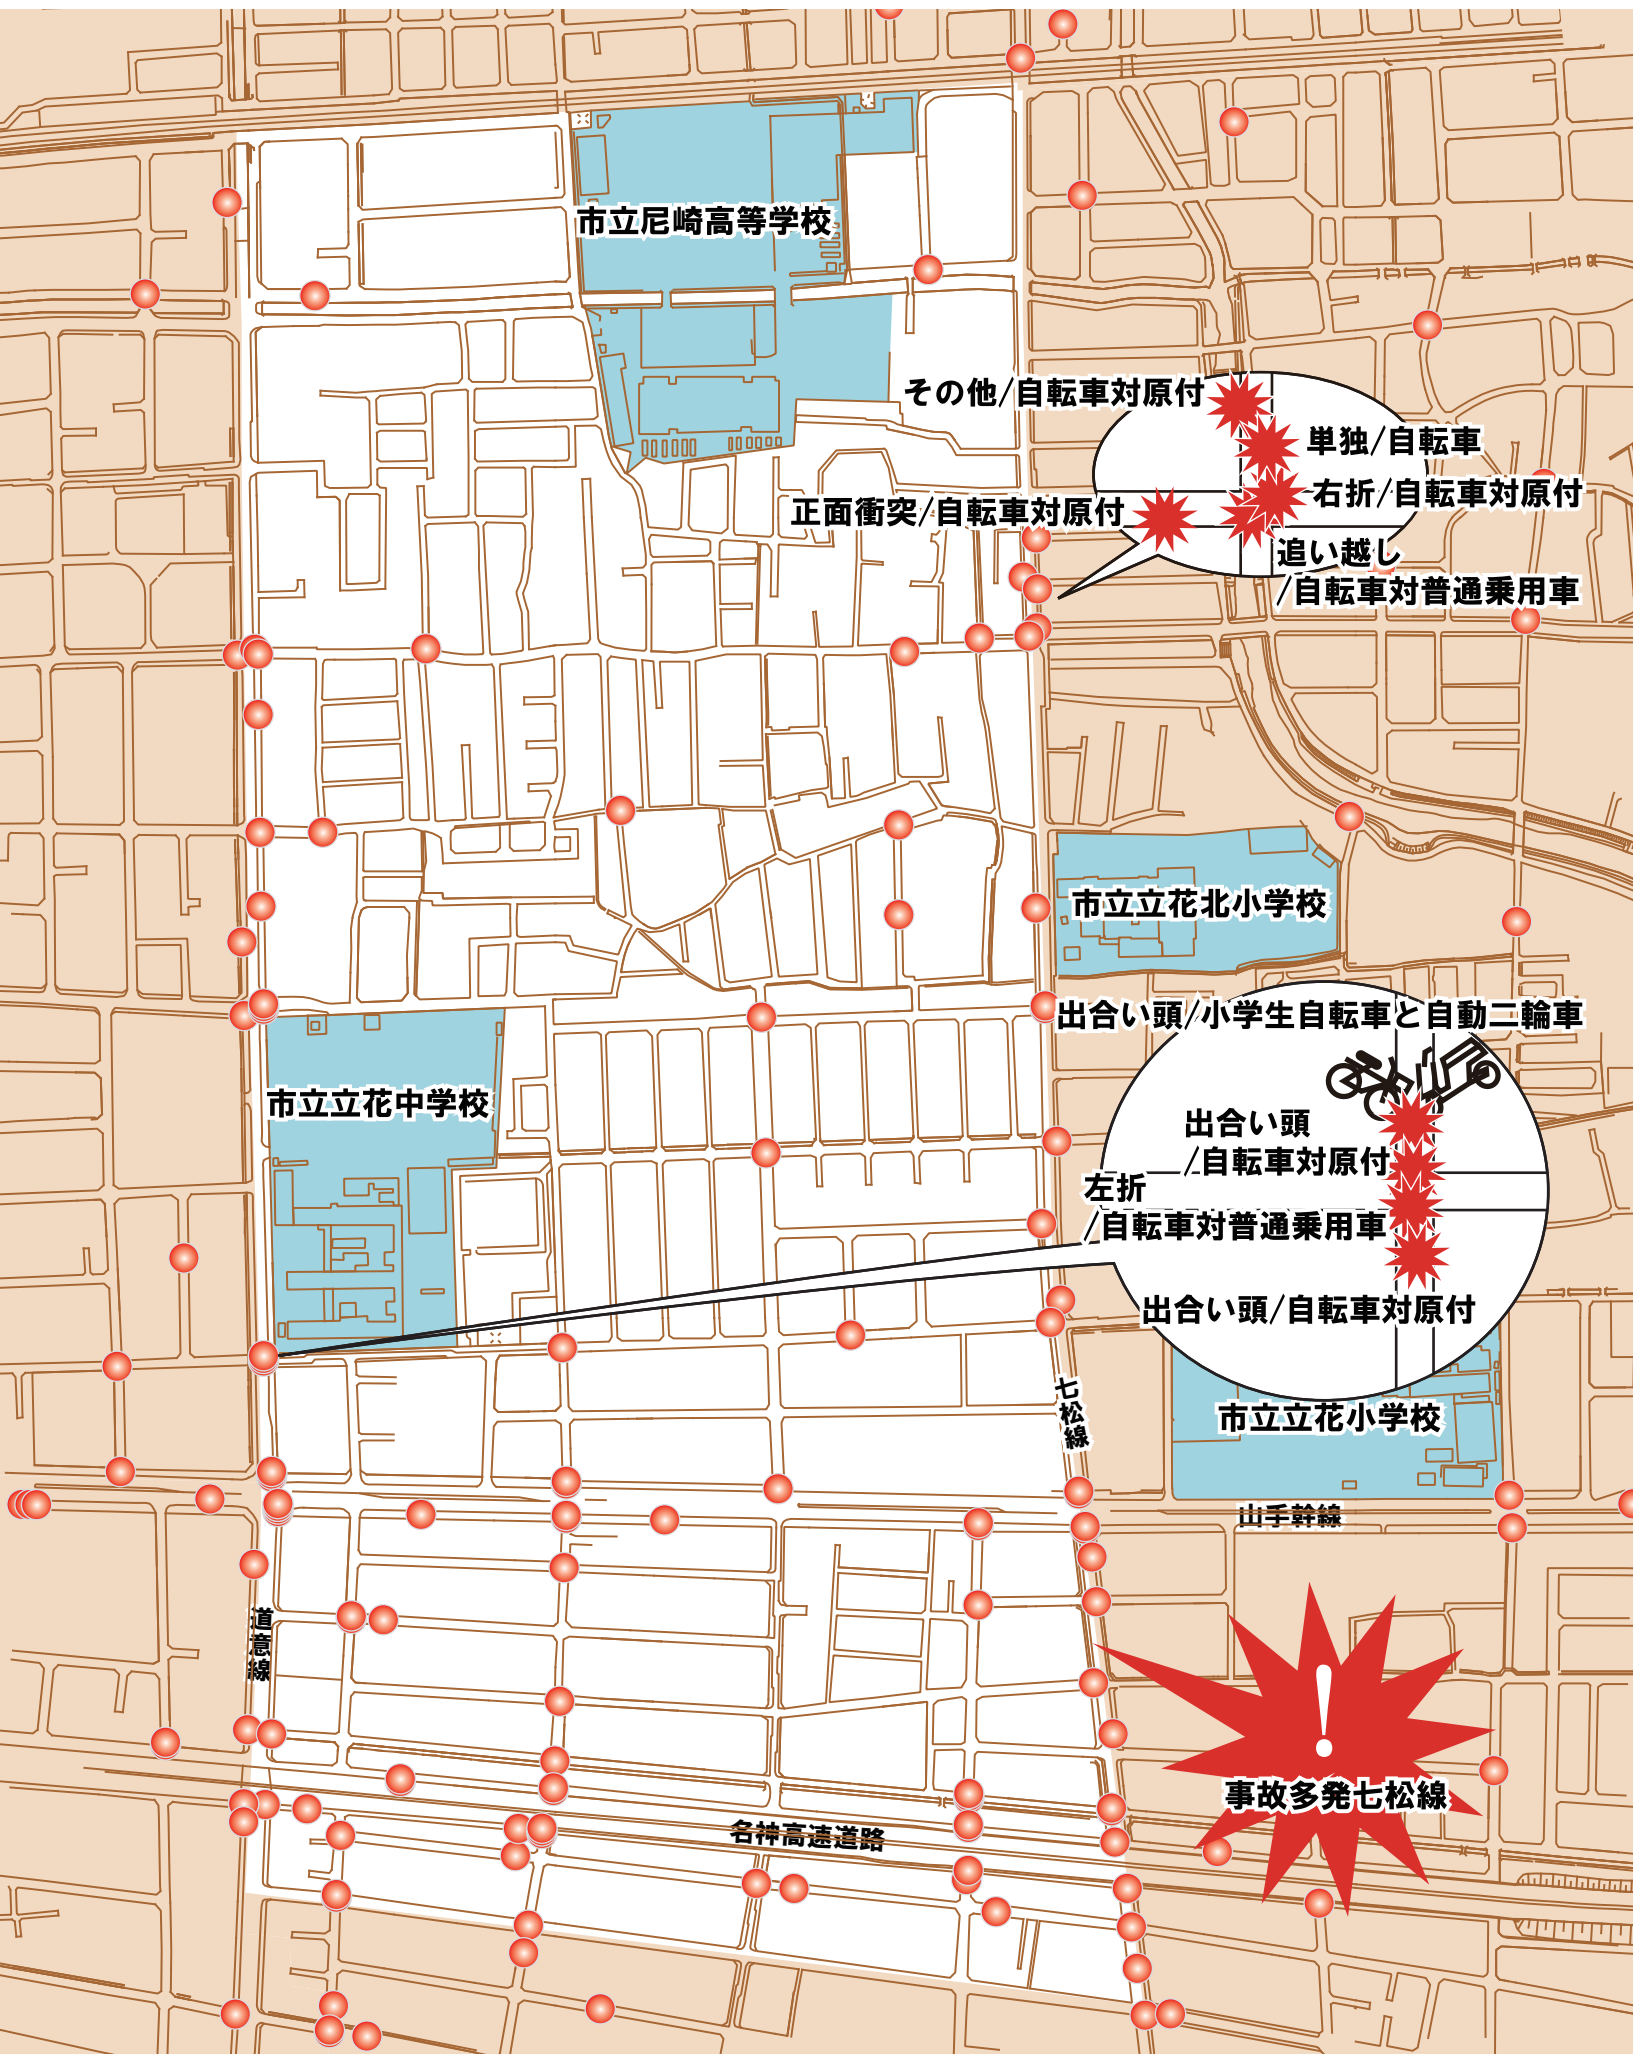 市立尼崎高等学校
その他/自転車対原付
単独/自転車
右折/自転車対原付
正面衝突/自転車対原付
追い越し
/自転車対普通乗用車
市立立花北小学校
出合い頭/小学生自転車と自動二輪車
市立立花中学校
出合い頭
/自転車対原付
左折
/自転車対普通乗用車
出合い頭/自転車対原付
七松線
市立立花小学校
山手幹線
道意線
!
事故多発七松線
名神高速道路